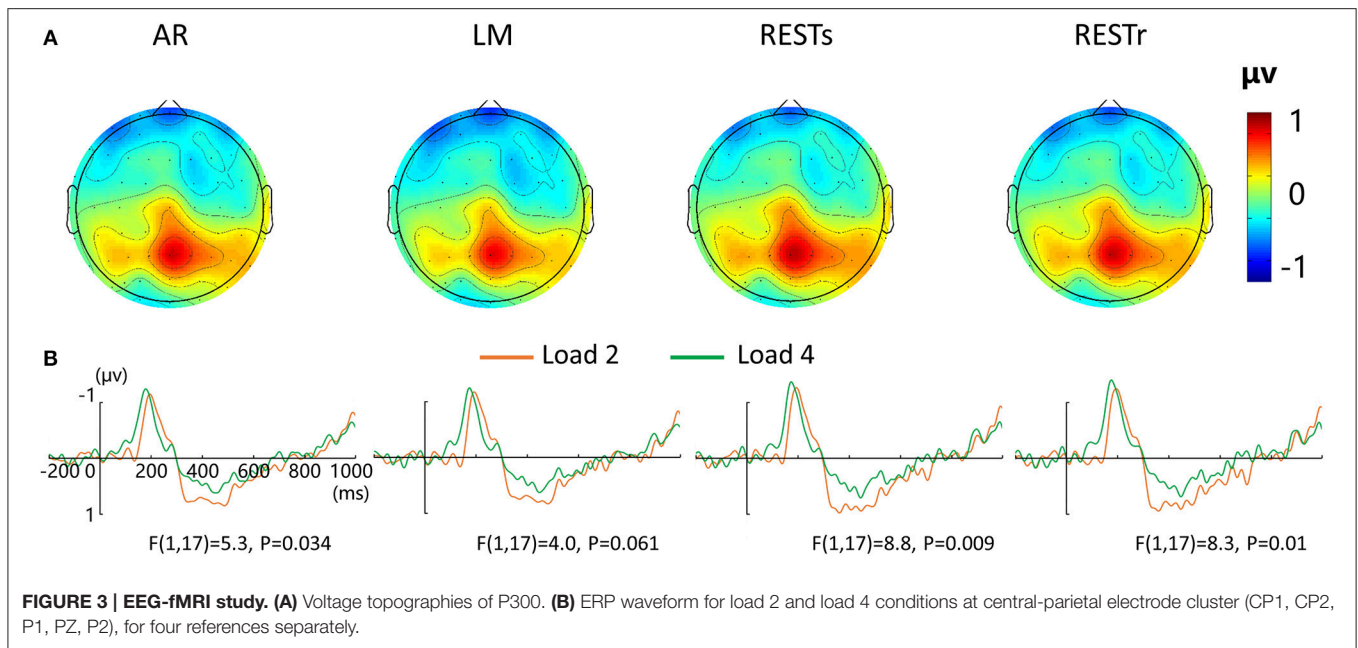 A AR LM RESTs RESTr
μv
1
0
-1
B Load 2 Load 4
(μv)
-1
-200 0 200 400 600 800 1000
(ms)
1
F(1,17)=5.3, P=0.034 F(1,17)=4.0, P=0.061 F(1,17)=8.8, P=0.009 F(1,17)=8.3, P=0.01
FIGURE 3 | EEG-fMRI study. (A) Voltage topographies of P300. (B) ERP waveform for load 2 and load 4 conditions at central-parietal electrode cluster (CP1, CP2,
P1, PZ, P2), for four references separately.